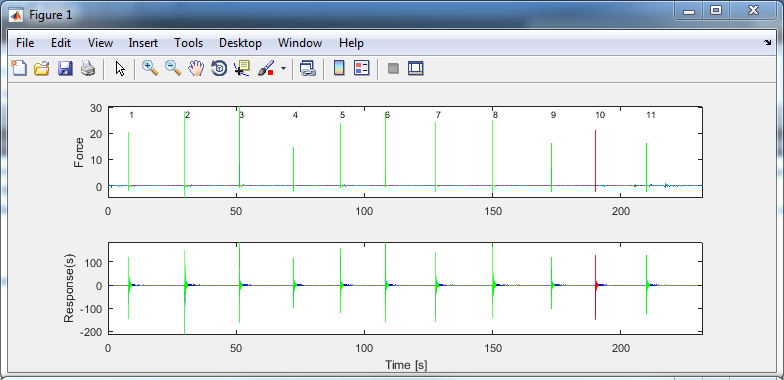 Figure 1
File Edit View Insert Tools Desktop Window Help
Force
30
20
10
0
1 2 3 4 5 6 7 8 9 10 11
0 50 100 150 200
Response(s)
100
0
-100
-200
0 50 100 150 200
Time [s]